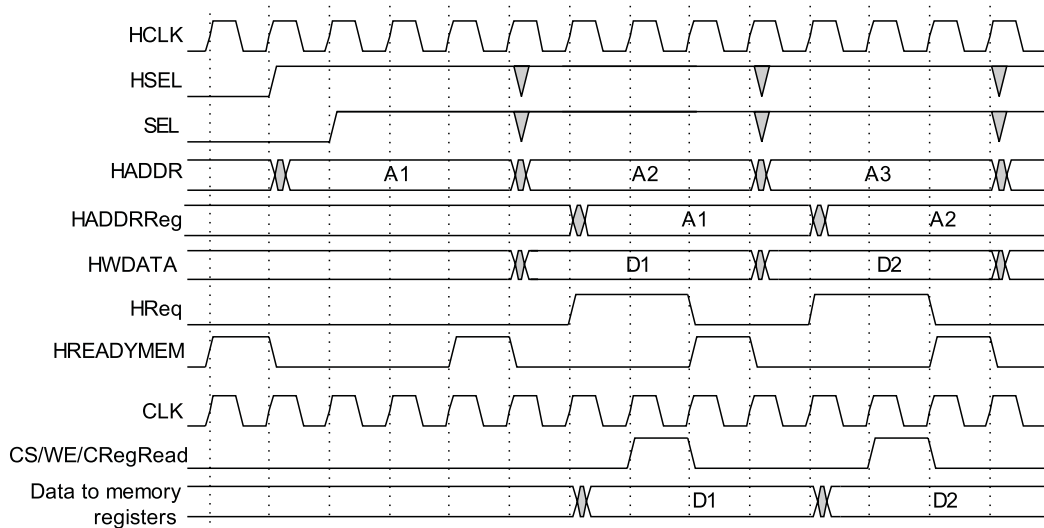 HCLK
HSEL
SEL
HADDR A1 A2 A3
HADDRReg A1 A2
HWDATA D1 D2
HReq
HREADYMEM
CLK
CS/WE/CRegRead
Data to memory D1 D2
registers